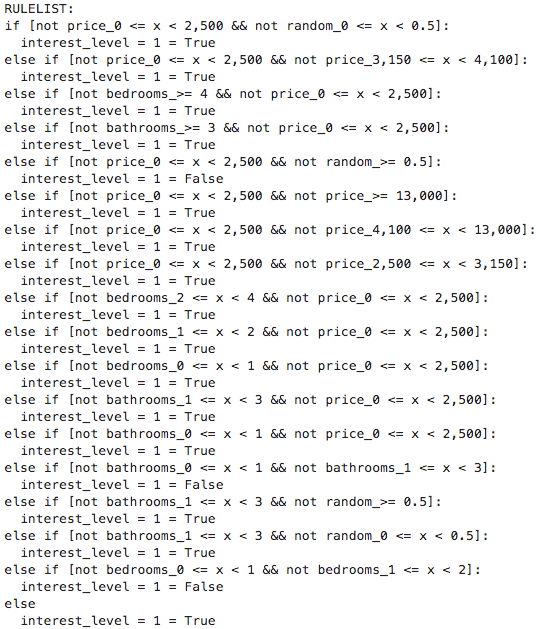 RULELIST:
if [not price_0 <= x < 2,500 && not random_0 <= x < 0.5]:
  interest_level = 1 = True
else if [not price_0 <= x < 2,500 && not price_3,150 <= x < 4,100]:
  interest_level = 1 = True
else if [not bedrooms_>= 4 && not price_0 <= x < 2,500]:
  interest_level = 1 = True
else if [not bathrooms_>= 3 && not price_0 <= x < 2,500]:
  interest_level = 1 = True
else if [not price_0 <= x < 2,500 && not random_>= 0.5]:
  interest_level = 1 = False
else if [not price_0 <= x < 2,500 && not price_>= 13,000]:
  interest_level = 1 = True
else if [not price_0 <= x < 2,500 && not price_4,100 <= x < 13,000]:
  interest_level = 1 = True
else if [not price_0 <= x < 2,500 && not price_2,500 <= x < 3,150]:
  interest_level = 1 = True
else if [not bedrooms_2 <= x < 4 && not price_0 <= x < 2,500]:
  interest_level = 1 = True
else if [not bedrooms_1 <= x < 2 && not price_0 <= x < 2,500]:
  interest_level = 1 = True
else if [not bedrooms_0 <= x < 1 && not price_0 <= x < 2,500]:
  interest_level = 1 = True
else if [not bathrooms_1 <= x < 3 && not price_0 <= x < 2,500]:
  interest_level = 1 = True
else if [not bathrooms_0 <= x < 1 && not price_0 <= x < 2,500]:
  interest_level = 1 = True
else if [not bathrooms_0 <= x < 1 && not bathrooms_1 <= x < 3]:
  interest_level = 1 = False
else if [not bathrooms_1 <= x < 3 && not random_>= 0.5]:
  interest_level = 1 = True
else if [not bathrooms_1 <= x < 3 && not random_0 <= x < 0.5]:
  interest_level = 1 = True
else if [not bedrooms_0 <= x < 1 && not bedrooms_1 <= x < 2]:
  interest_level = 1 = False
else
  interest_level = 1 = True